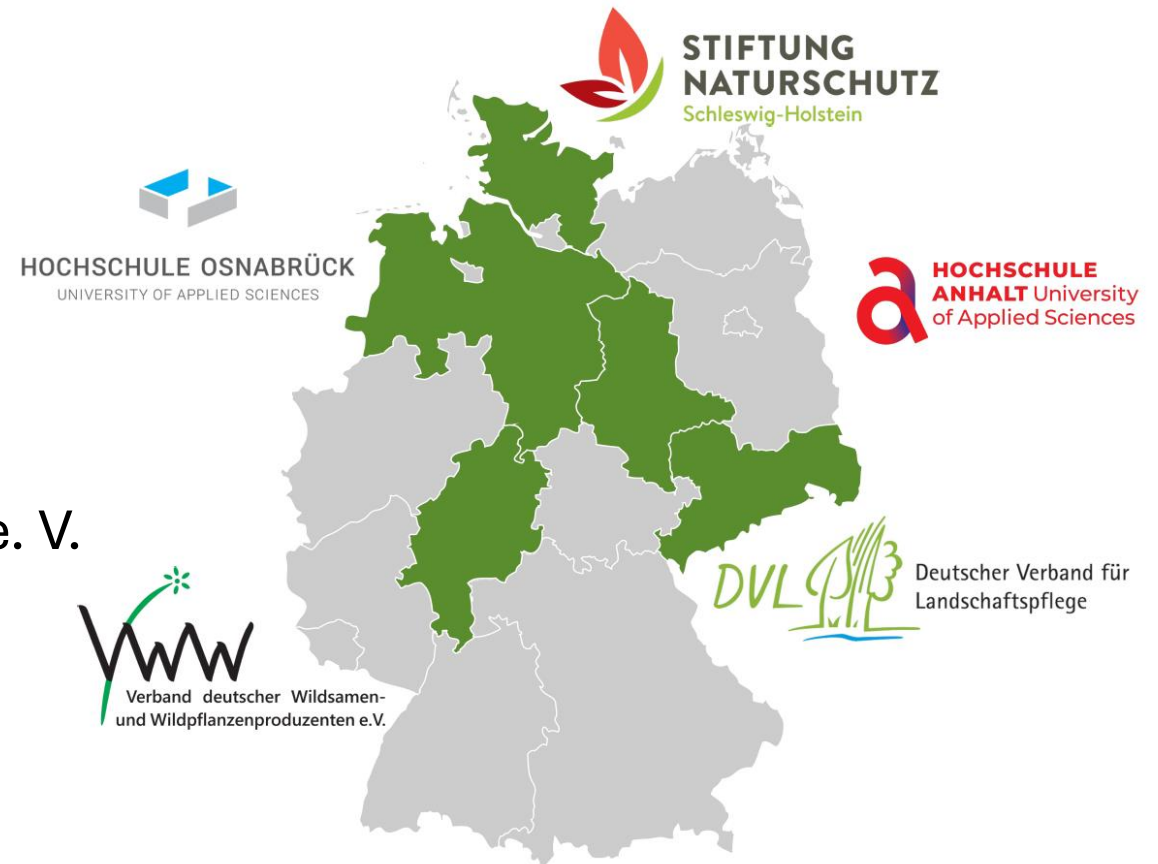 STIFTUNG
NATURSCHUTZ
Schleswig-Holstein
HOCHSCHULE OSNABRÜCK
UNIVERSITY OF APPLIED SCIENCES
a HOCHSCHULE
ANHALT University
of Applied Sciences
e. V.
DVL
Deutscher Verband für
Landschaftspflege
VWW
Verband deutscher Wildsamen-
und Wildpflanzenproduzenten e.V.